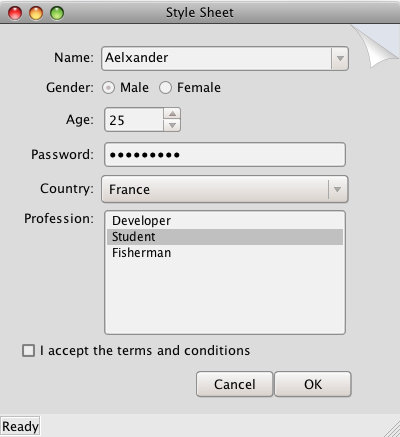 Style Sheet
Name: Aelxander
Gender: Male Female
Age: 25
Password: •••••••••
Country: France
Profession: Developer
Student
Fisherman
I accept the terms and conditions
Cancel OK
Ready